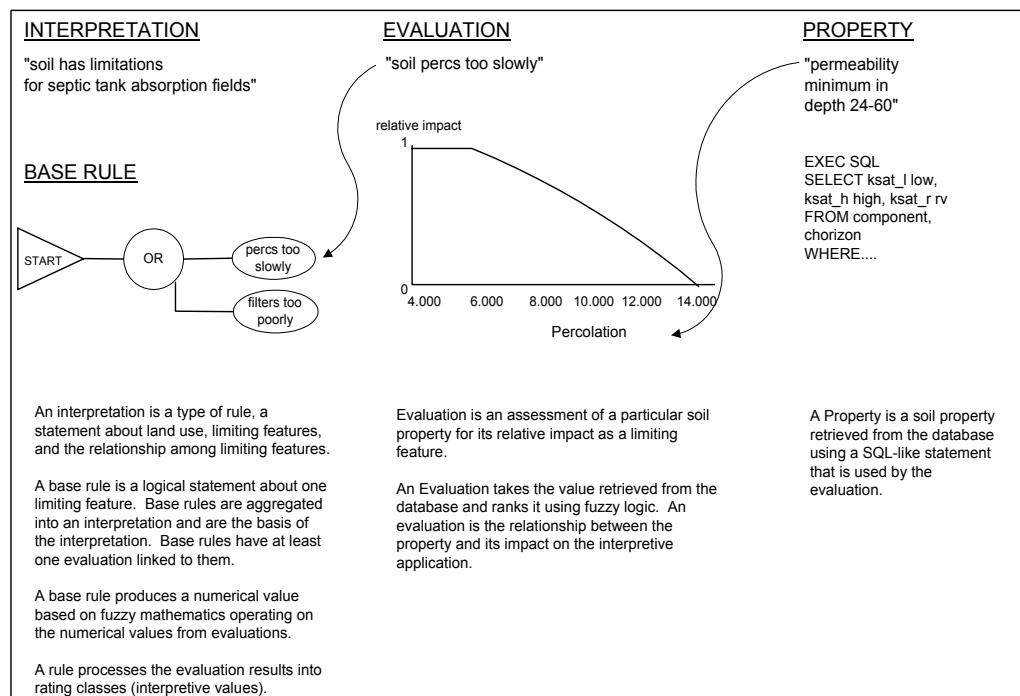 INTERPRETATION
"soil has limitations
for septic tank absorption fields"
BASE RULE
START
OR
percs too
slowly
filters too
poorly
An interpretation is a type of rule, a
statement about land use, limiting features,
and the relationship among limiting features.
A base rule is a logical statement about one
limiting feature.  Base rules are aggregated
into an interpretation and are the basis of
the interpretation.  Base rules have at least
one evaluation linked to them.
A base rule produces a numerical value
based on fuzzy mathematics operating on
the numerical values from evaluations.
A rule processes the evaluation results into
rating classes (interpretive values).
EVALUATION
"soil percs too slowly"
relative impact
1
0
4.000 6.000 8.000 10.000 12.000 14.000
Percolation
Evaluation is an assessment of a particular soil
property for its relative impact as a limiting
feature.
An Evaluation takes the value retrieved from the
database and ranks it using fuzzy logic.  An
evaluation is the relationship between the
property and its impact on the interpretive
application.
PROPERTY
"permeability
minimum in
depth 24-60"
EXEC SQL
SELECT ksat_l low,
ksat_h high, ksat_r rv
FROM component,
chorizon
WHERE....
A Property is a soil property
retrieved from the database
using a SQL-like statement
that is used by the
evaluation.